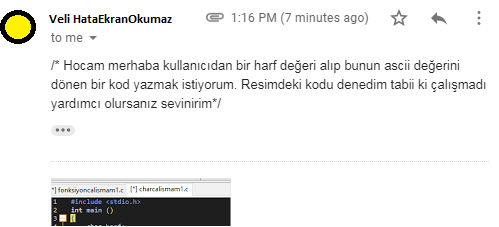 Veli HataEkranOkumaz 1:16 PM (7 minutes ago)
to me
/* Hocam merhaba kullanıcıdan bir harf değeri alıp bunun ascii değerini
dönen bir kod yazmak istiyorum. Resimdeki kodu denedim tabii ki çalışmadı
yardımcı olursanız sevinirim*/
*] fonksiyoncalismam1.c [*] charcalismam1.c
1 #include <stdio.h>
2 int main ()
3 {